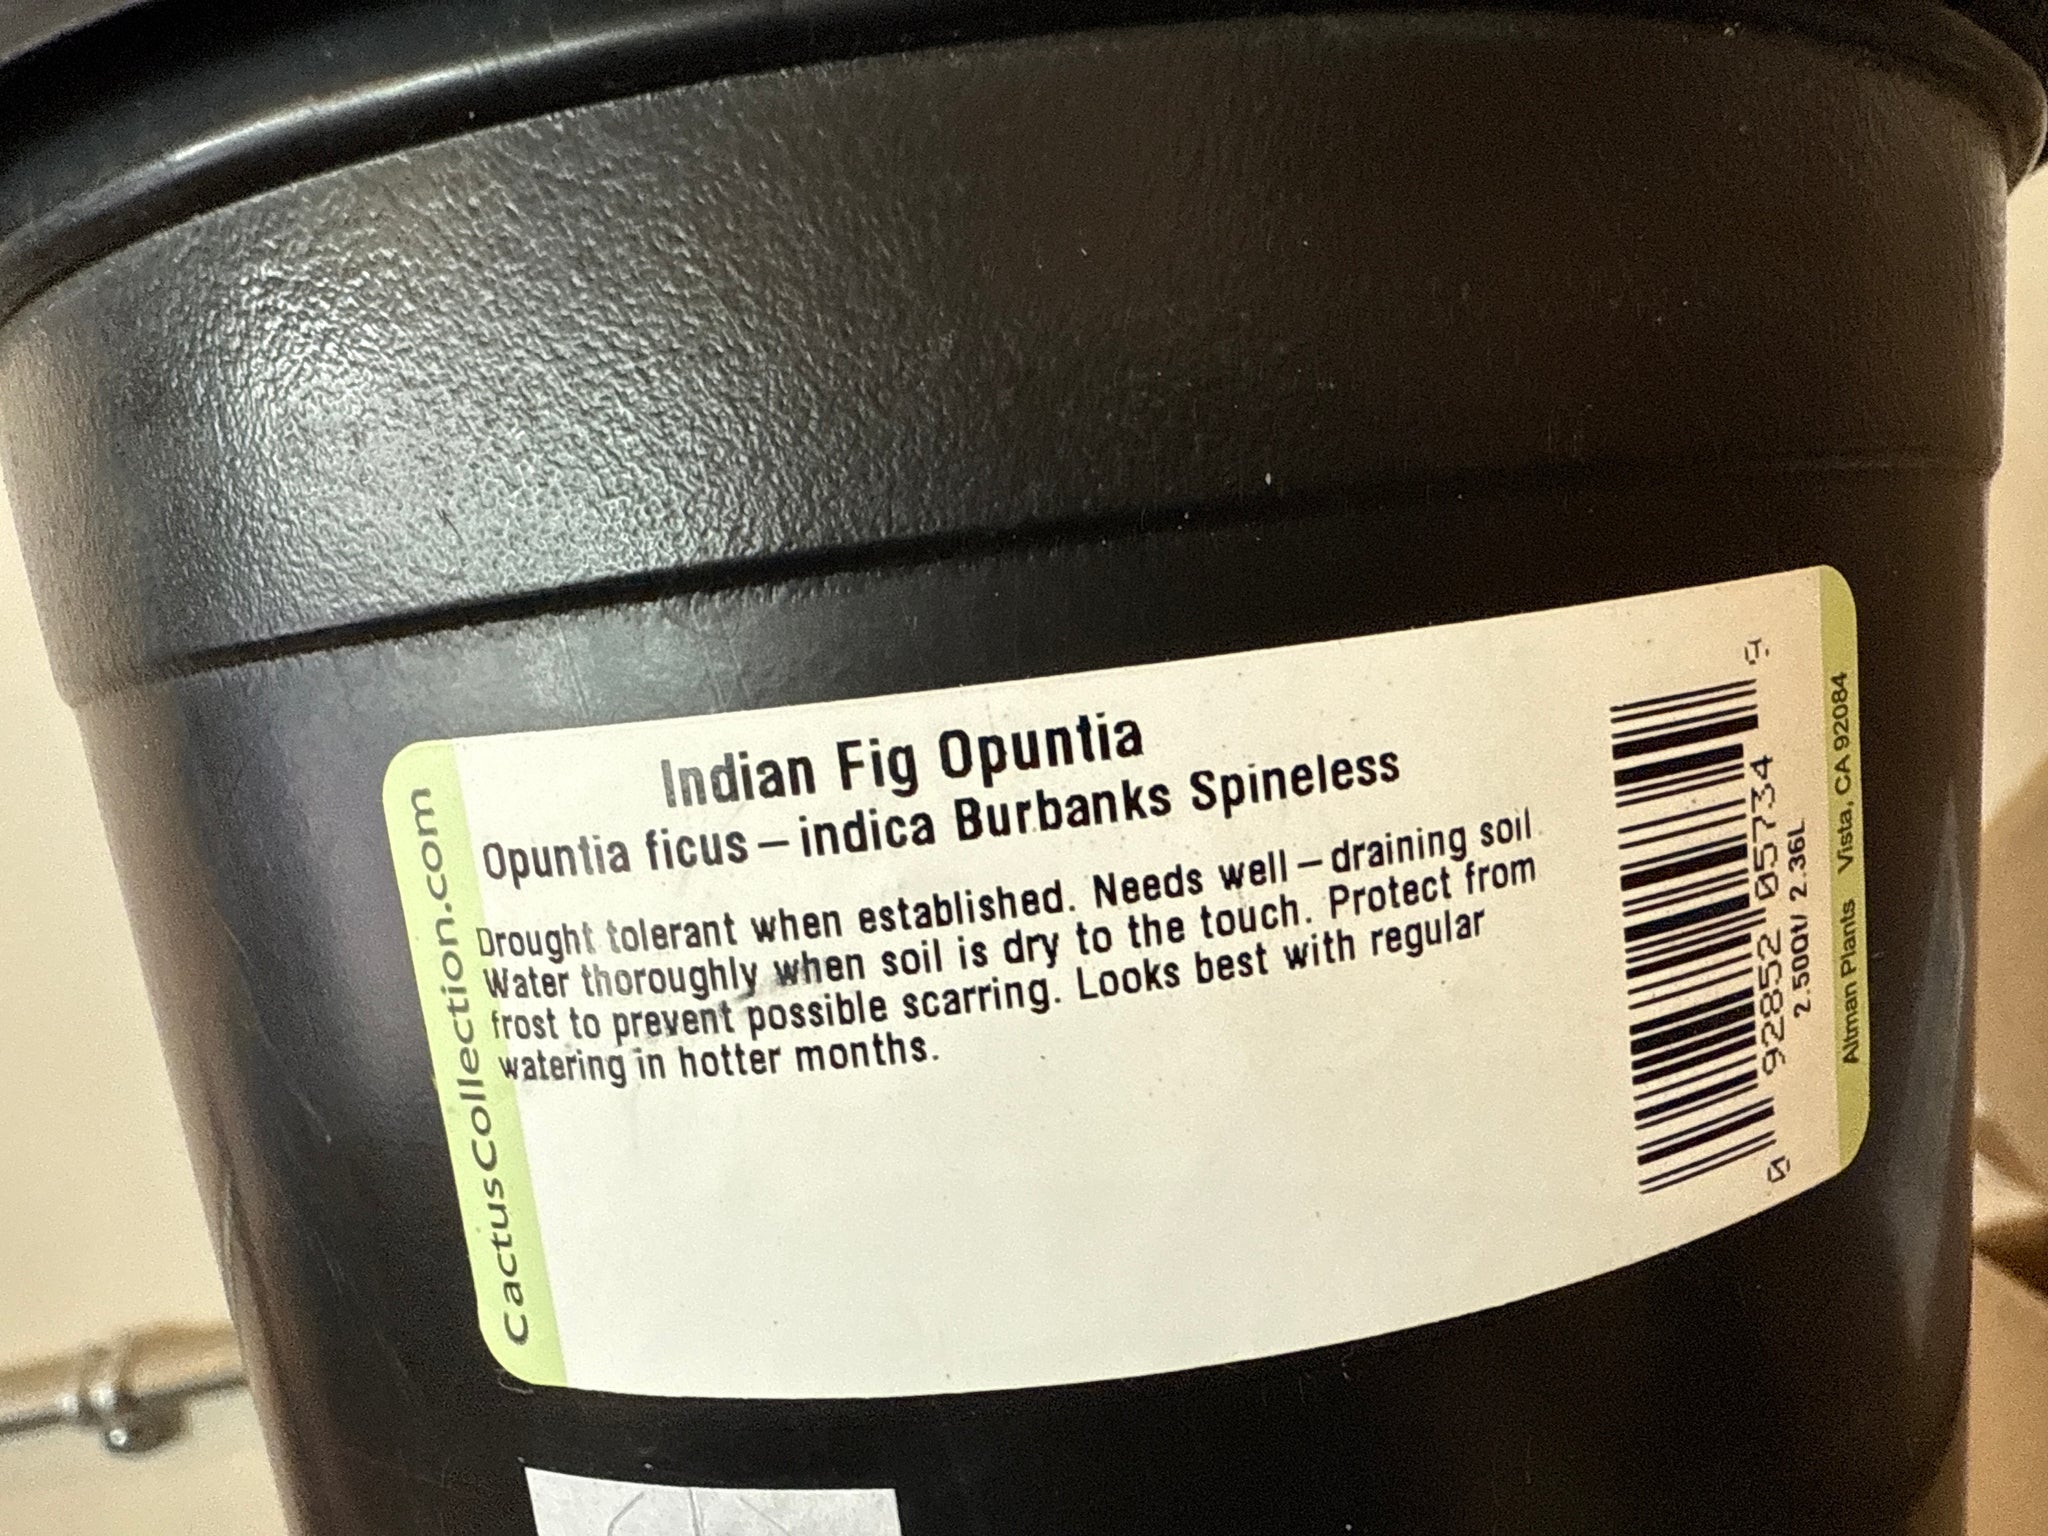 Indian Fig Opuntia
Opuntia ficus-indica Burbanks Spineless
Drought tolerant when established. Needs well-draining soil.
Water thoroughly when soil is dry to the touch. Protect from
frost to prevent possible scarring. Looks best with regular
watering in hotter months.
CactusCollection.com
0 92852 05734 9
2.50Qt/ 2.36L
Altman Plants Vista, CA 92084